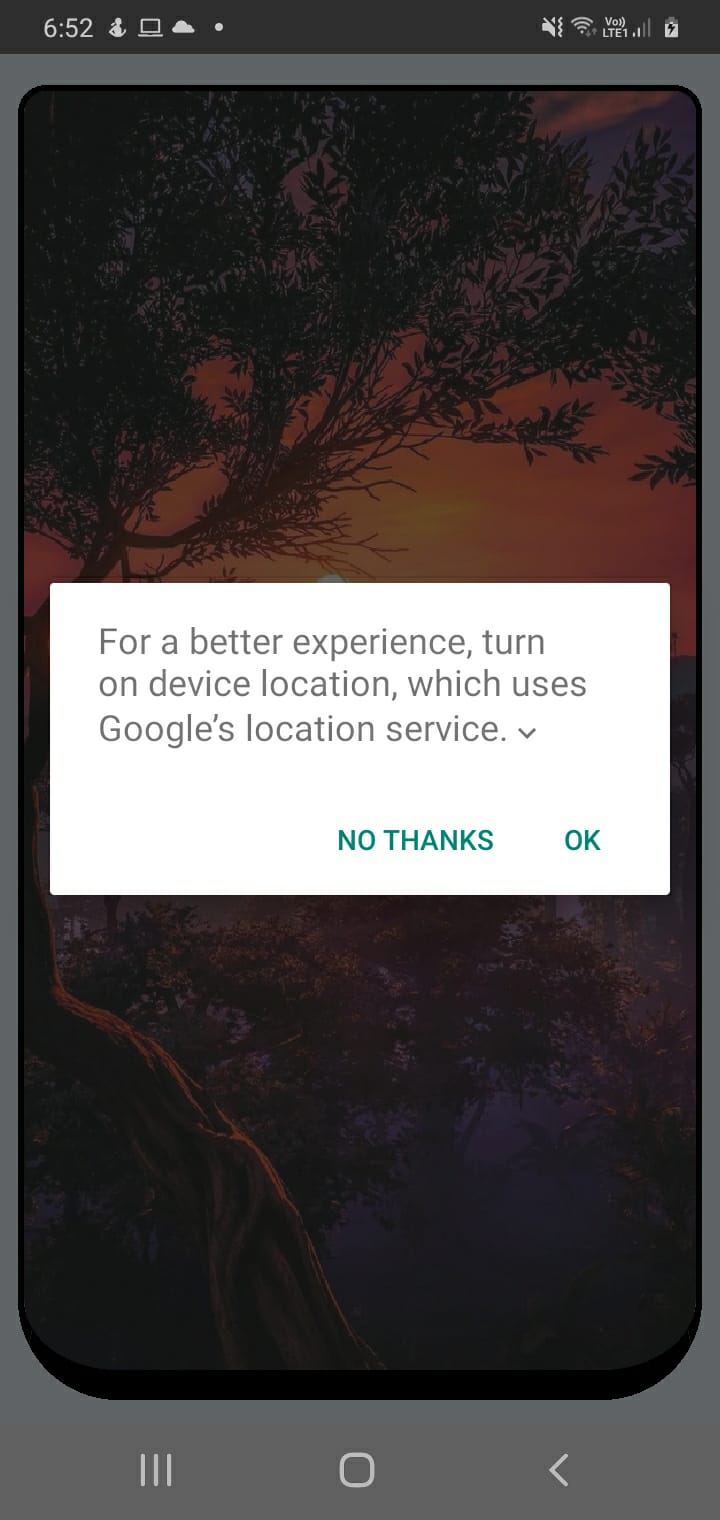 6:52
Vo)) LTE1
For a better experience, turn
on device location, which uses
Google’s location service.
NO THANKS OK